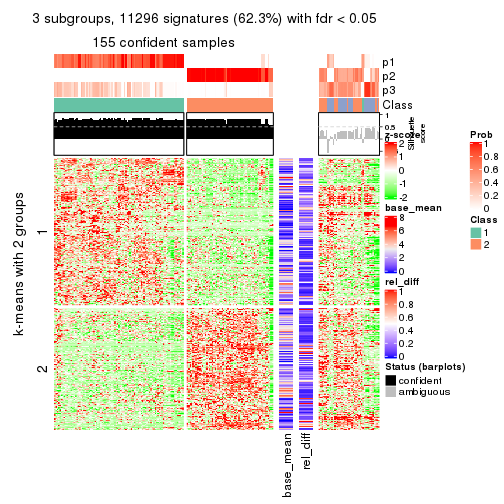 3 subgroups, 11296 signatures (62.3%) with fdr < 0.05
155 confident samples
p1
p2
p3
Class
1
0.5
0
Silhouette
score
k-means with 2 groups
1
2
base_mean
rel_diff
z-score
2
1
0
-1
-2
base_mean
8
6
4
2
0
rel_diff
1
0.8
0.6
0.4
0.2
0
Status (barplots)
confident
ambiguous
Prob
1
0.8
0.6
0.4
0.2
0
Class
1
2